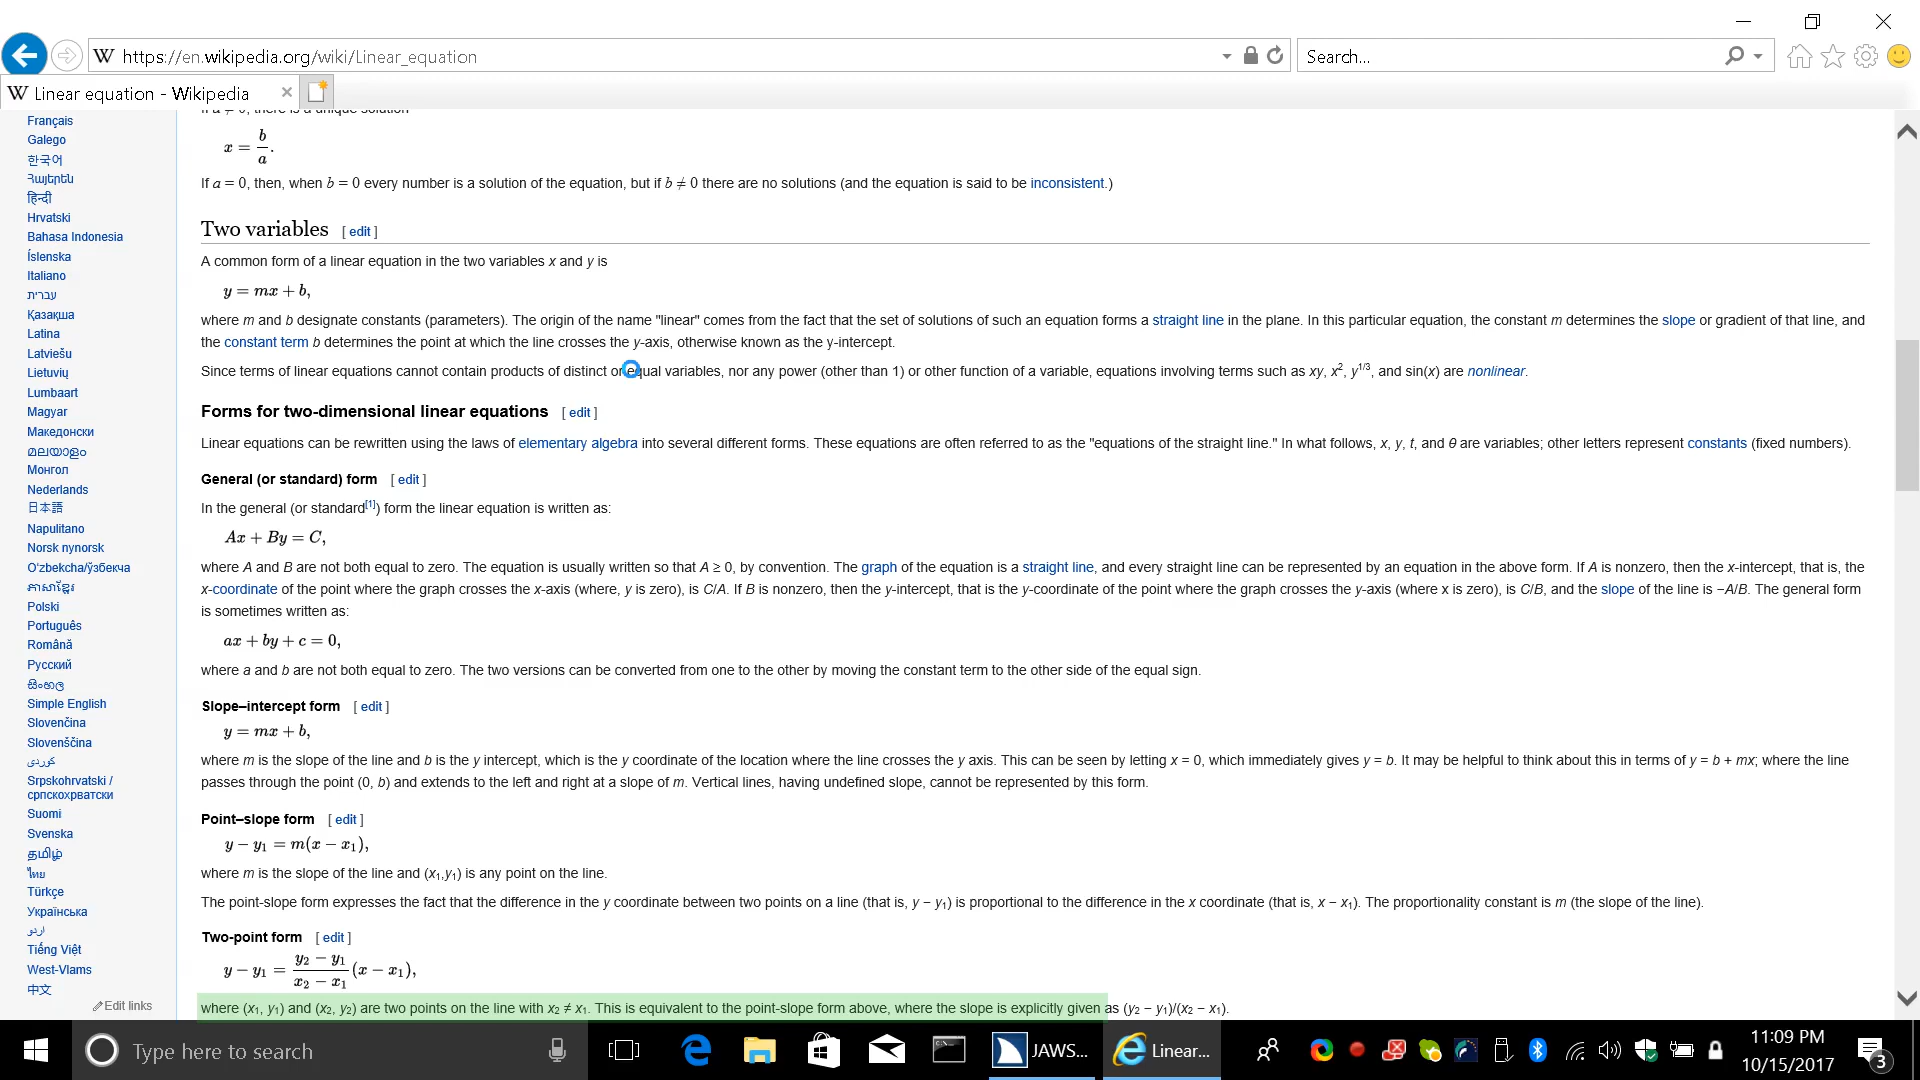 https://en.wikipedia.org/wiki/Linear_equation
Search...
Linear equation - Wikipedia
Français
Galego
한국어
Հայերեն
हिन्दी
Hrvatski
Bahasa Indonesia
Íslenska
Italiano
עברית
Қазақша
Latina
Latviešu
Lietuvių
Lumbaart
Magyar
Македонски
മലയാളം
Монгол
Nederlands
日本語
Napulitano
Norsk nynorsk
Oʻzbekcha/ўзбекча
ភាសាខ្មែរ
Polski
Português
Română
Русский
සිංහල
Simple English
Slovenčina
Slovenščina
کوردی
Srpskohrvatski /
српскохрватски
Suomi
Svenska
தமிழ்
ไทย
Türkçe
Українська
اردو
Tiếng Việt
West-Vlams
中文
Edit links
If a ≠ 0, there is a unique solution
x = b/a.
If a = 0, then, when b = 0 every number is a solution of the equation, but if b ≠ 0 there are no solutions (and the equation is said to be inconsistent.)
Two variables [ edit ]
A common form of a linear equation in the two variables x and y is
y = mx + b,
where m and b designate constants (parameters). The origin of the name "linear" comes from the fact that the set of solutions of such an equation forms a straight line in the plane. In this particular equation, the constant m determines the slope or gradient of that line, and
the constant term b determines the point at which the line crosses the y-axis, otherwise known as the y-intercept.
Since terms of linear equations cannot contain products of distinct or equal variables, nor any power (other than 1) or other function of a variable, equations involving terms such as xy, x², y^1/3, and sin(x) are nonlinear.
Forms for two-dimensional linear equations [ edit ]
Linear equations can be rewritten using the laws of elementary algebra into several different forms. These equations are often referred to as the "equations of the straight line." In what follows, x, y, t, and θ are variables; other letters represent constants (fixed numbers).
General (or standard) form [ edit ]
In the general (or standard[1]) form the linear equation is written as:
Ax + By = C,
where A and B are not both equal to zero. The equation is usually written so that A ≥ 0, by convention. The graph of the equation is a straight line, and every straight line can be represented by an equation in the above form. If A is nonzero, then the x-intercept, that is, the
x-coordinate of the point where the graph crosses the x-axis (where, y is zero), is C/A. If B is nonzero, then the y-intercept, that is the y-coordinate of the point where the graph crosses the y-axis (where x is zero), is C/B, and the slope of the line is −A/B. The general form
is sometimes written as:
ax + by + c = 0,
where a and b are not both equal to zero. The two versions can be converted from one to the other by moving the constant term to the other side of the equal sign.
Slope–intercept form [ edit ]
y = mx + b,
where m is the slope of the line and b is the y intercept, which is the y coordinate of the location where the line crosses the y axis. This can be seen by letting x = 0, which immediately gives y = b. It may be helpful to think about this in terms of y = b + mx; where the line
passes through the point (0, b) and extends to the left and right at a slope of m. Vertical lines, having undefined slope, cannot be represented by this form.
Point–slope form [ edit ]
y − y₁ = m(x − x₁),
where m is the slope of the line and (x₁,y₁) is any point on the line.
The point-slope form expresses the fact that the difference in the y coordinate between two points on a line (that is, y − y₁) is proportional to the difference in the x coordinate (that is, x − x₁). The proportionality constant is m (the slope of the line).
Two-point form [ edit ]
y − y₁ = (y₂ − y₁)/(x₂ − x₁) (x − x₁),
where (x₁, y₁) and (x₂, y₂) are two points on the line with x₂ ≠ x₁. This is equivalent to the point-slope form above, where the slope is explicitly given as (y₂ − y₁)/(x₂ − x₁).
Type here to search
JAWS...
Linear...
11:09 PM
10/15/2017
3